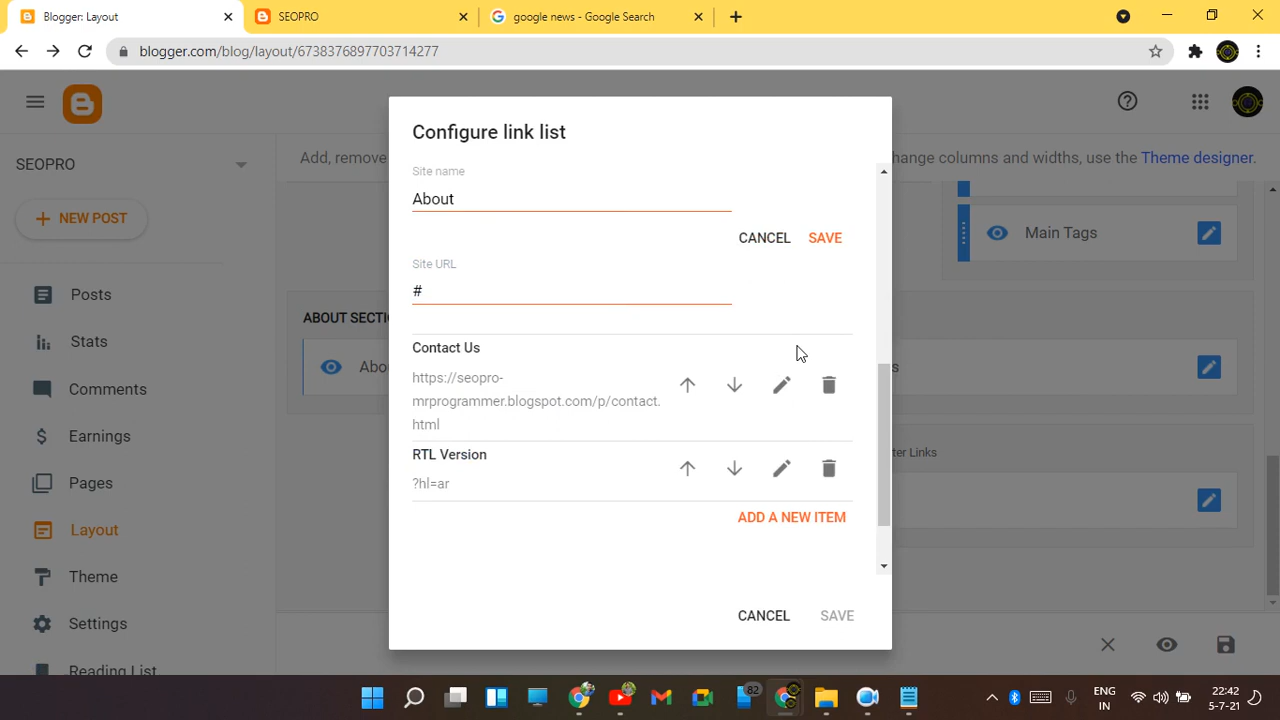 Blogger: Layout
SEOPRO
google news - Google Search
blogger.com/blog/layout/6738376897703714277
SEOPRO
NEW POST
Posts
Stats
Comments
Earnings
Pages
Layout
Theme
Settings
Reading List
Add, remove
hange columns and widths, use the Theme designer.
Main Tags
ABOUT SECTI
Abo
s
ter Links
Configure link list
Site name
About
CANCEL SAVE
Site URL
#
Contact Us
https://seopro-
mrprogrammer.blogspot.com/p/contact.
html
RTL Version
?hl=ar
ADD A NEW ITEM
CANCEL SAVE
82
ENG
IN
22:42
5-7-21